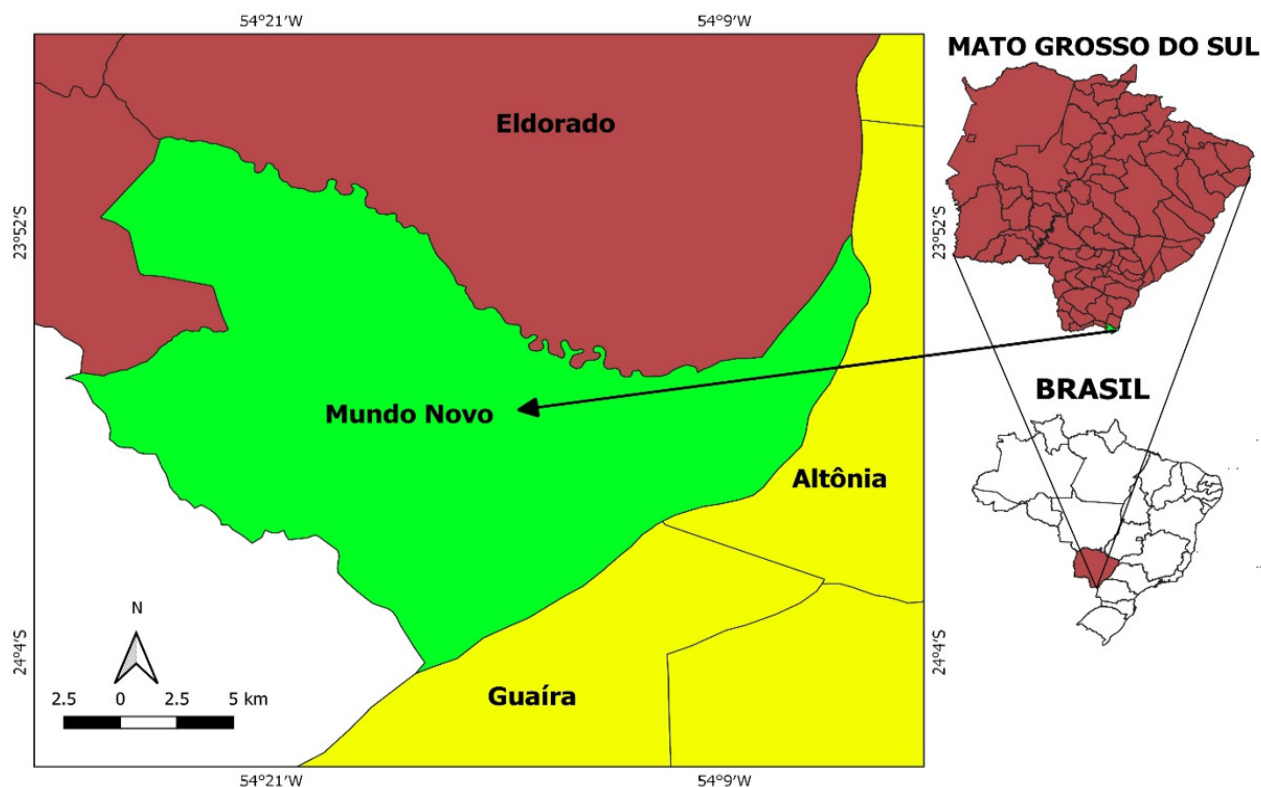 54°21'W 54°9'W
MATO GROSSO DO SUL
Eldorado
23°52'S 23°52'S
Mundo Novo
BRASIL
Altônia
N
24°4'S 24°4'S
2.5 0 2.5 5 km
Guaíra
54°21'W 54°9'W